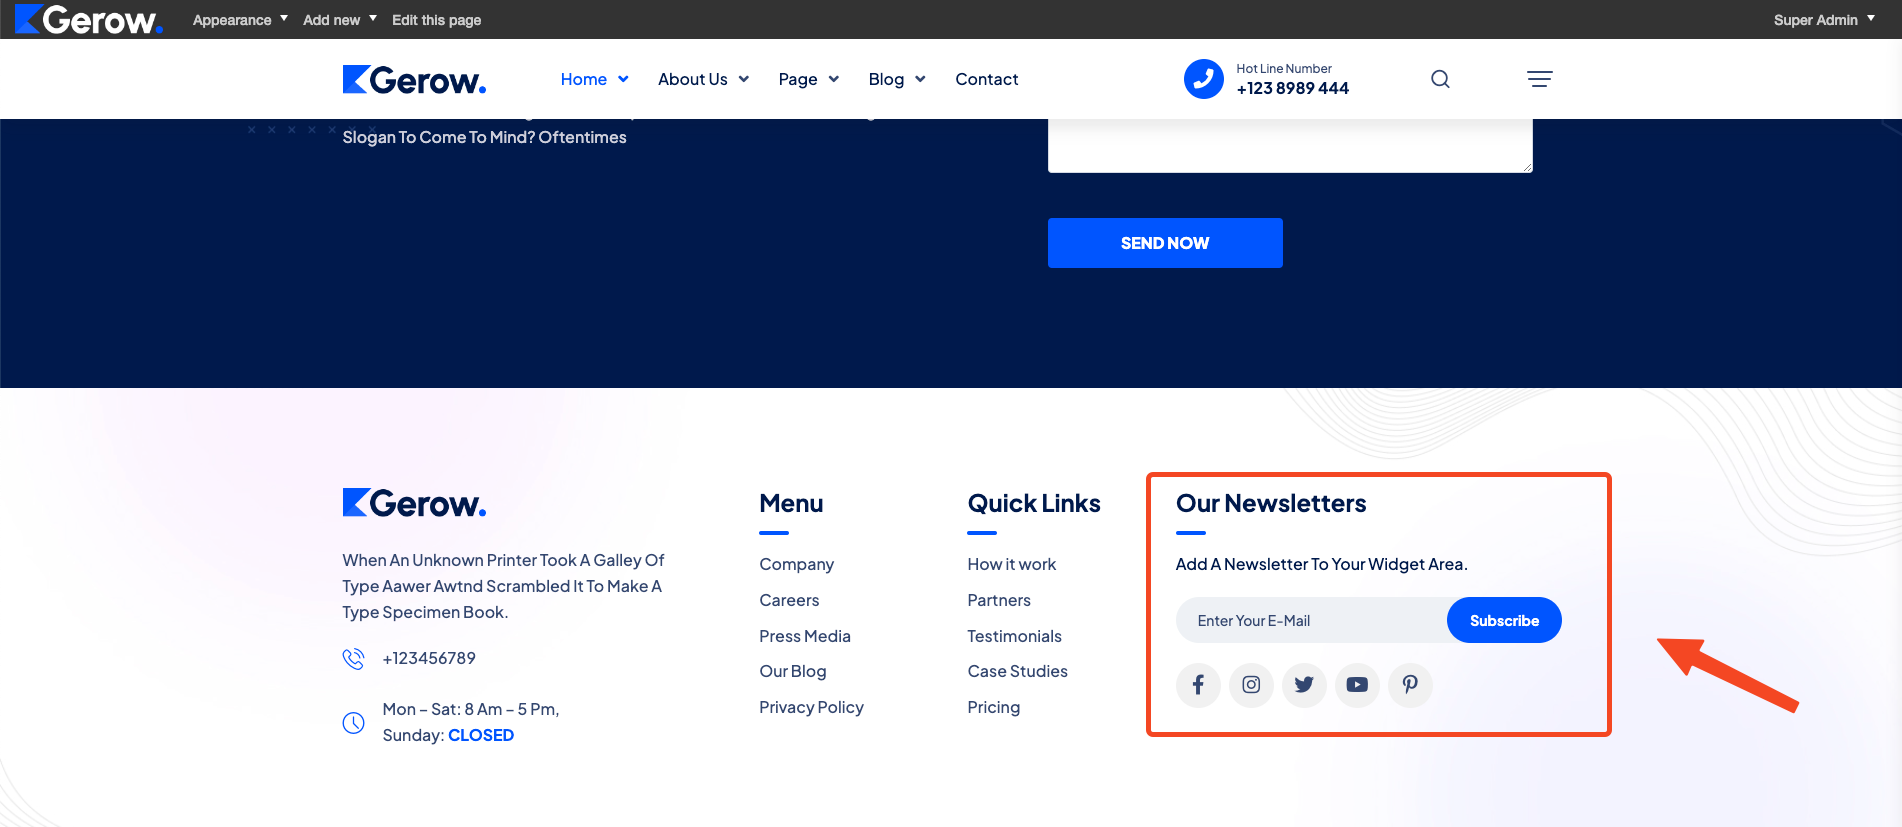 Gerow.
Appearance
Add new
Edit this page
Super Admin
Gerow.
Home
About Us
Page
Blog
Contact
Hot Line Number
+123 8989 444
Slogan To Come To Mind? Oftentimes
SEND NOW
Gerow.
When An Unknown Printer Took A Galley Of
Type Aawer Awtnd Scrambled It To Make A
Type Specimen Book.
+123456789
Mon – Sat: 8 Am – 5 Pm,
Sunday: CLOSED
Menu
Company
Careers
Press Media
Our Blog
Privacy Policy
Quick Links
How it work
Partners
Testimonials
Case Studies
Pricing
Our Newsletters
Add A Newsletter To Your Widget Area.
Enter Your E-Mail
Subscribe